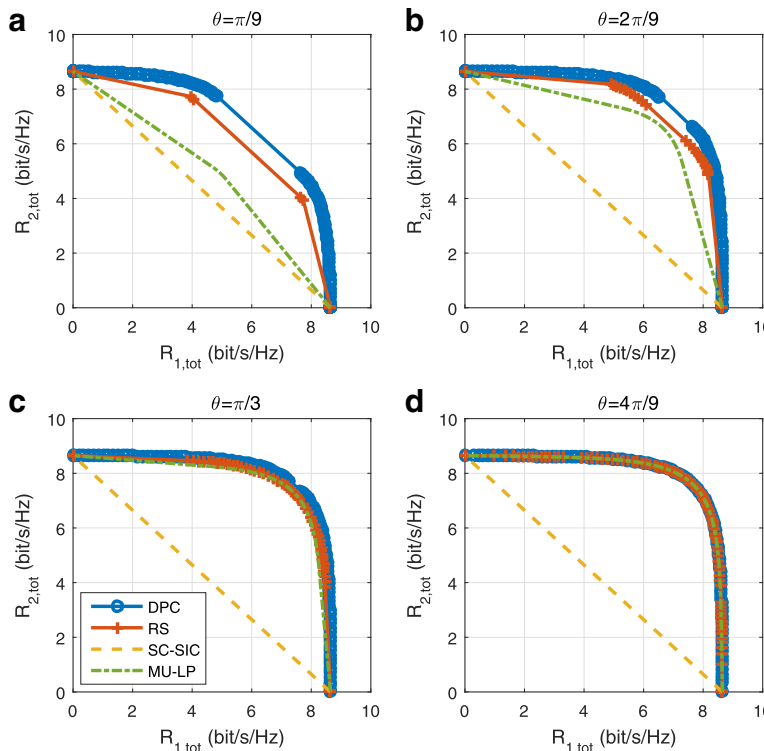 a
θ=π/9
10
8
6
4
2
0
R2,tot (bit/s/Hz)
0 2 4 6 8 10
R1,tot (bit/s/Hz)
b
θ=2π/9
10
8
6
4
2
0
R2,tot (bit/s/Hz)
0 2 4 6 8 10
R1,tot (bit/s/Hz)
c
θ=π/3
10
8
6
4
2
0
R2,tot (bit/s/Hz)
DPC
RS
SC-SIC
MU-LP
0 2 4 6 8 10
R1,tot (bit/s/Hz)
d
θ=4π/9
10
8
6
4
2
0
R2,tot (bit/s/Hz)
0 2 4 6 8 10
R1,tot (bit/s/Hz)